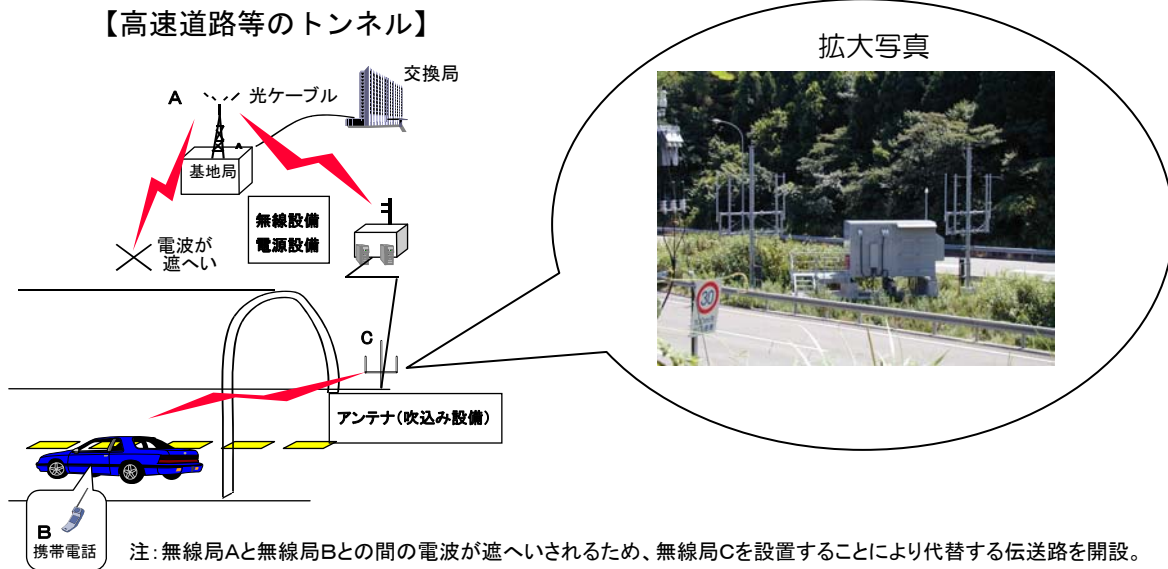 【高速道路等のトンネル】
拡大写真
交換局
A
光ケーブル
基地局
無線設備
電源設備
電波が
遮へい
C
アンテナ(吹込み設備)
30
B
携帯電話
注:無線局Aと無線局Bとの間の電波が遮へいされるため、無線局Cを設置することにより代替する伝送路を開設。